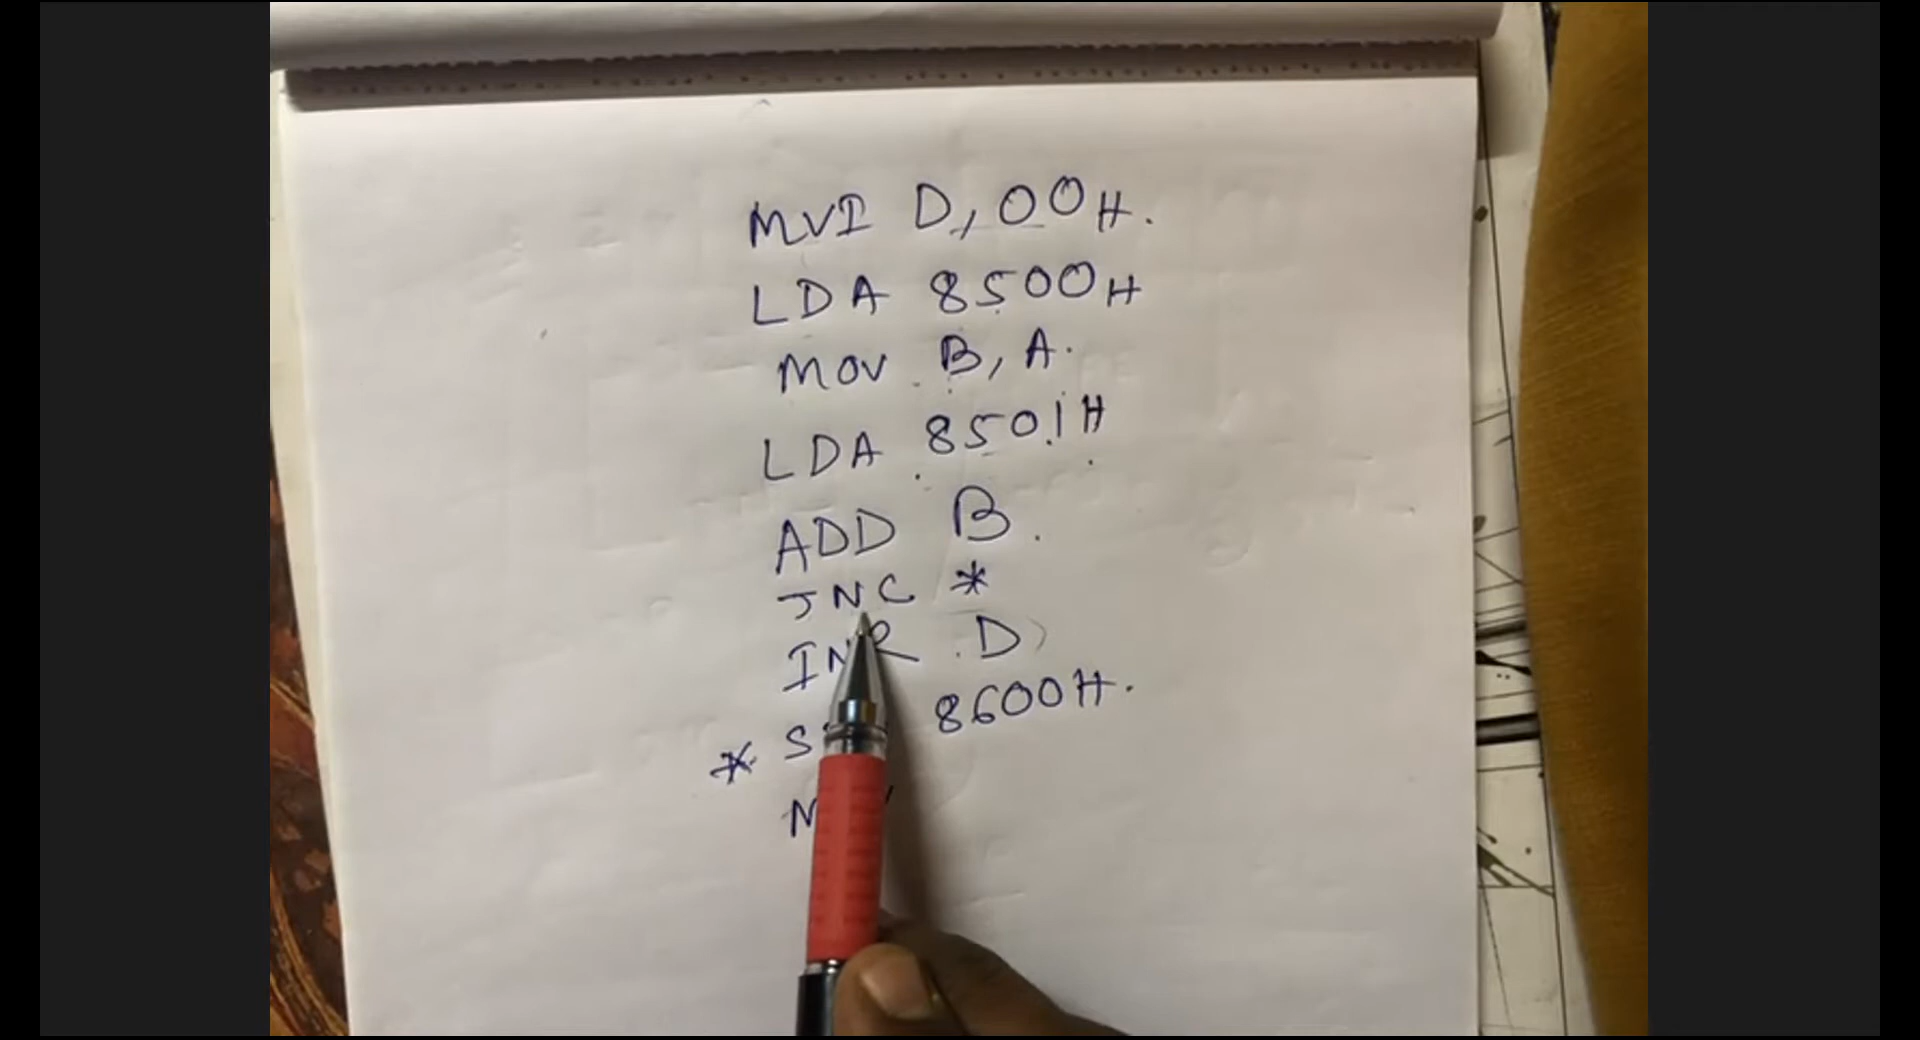 MVI D, 00H.
LDA 8500H
MOV B, A.
LDA 8501H
ADD B.
JNC *
INR D
* 8600H.